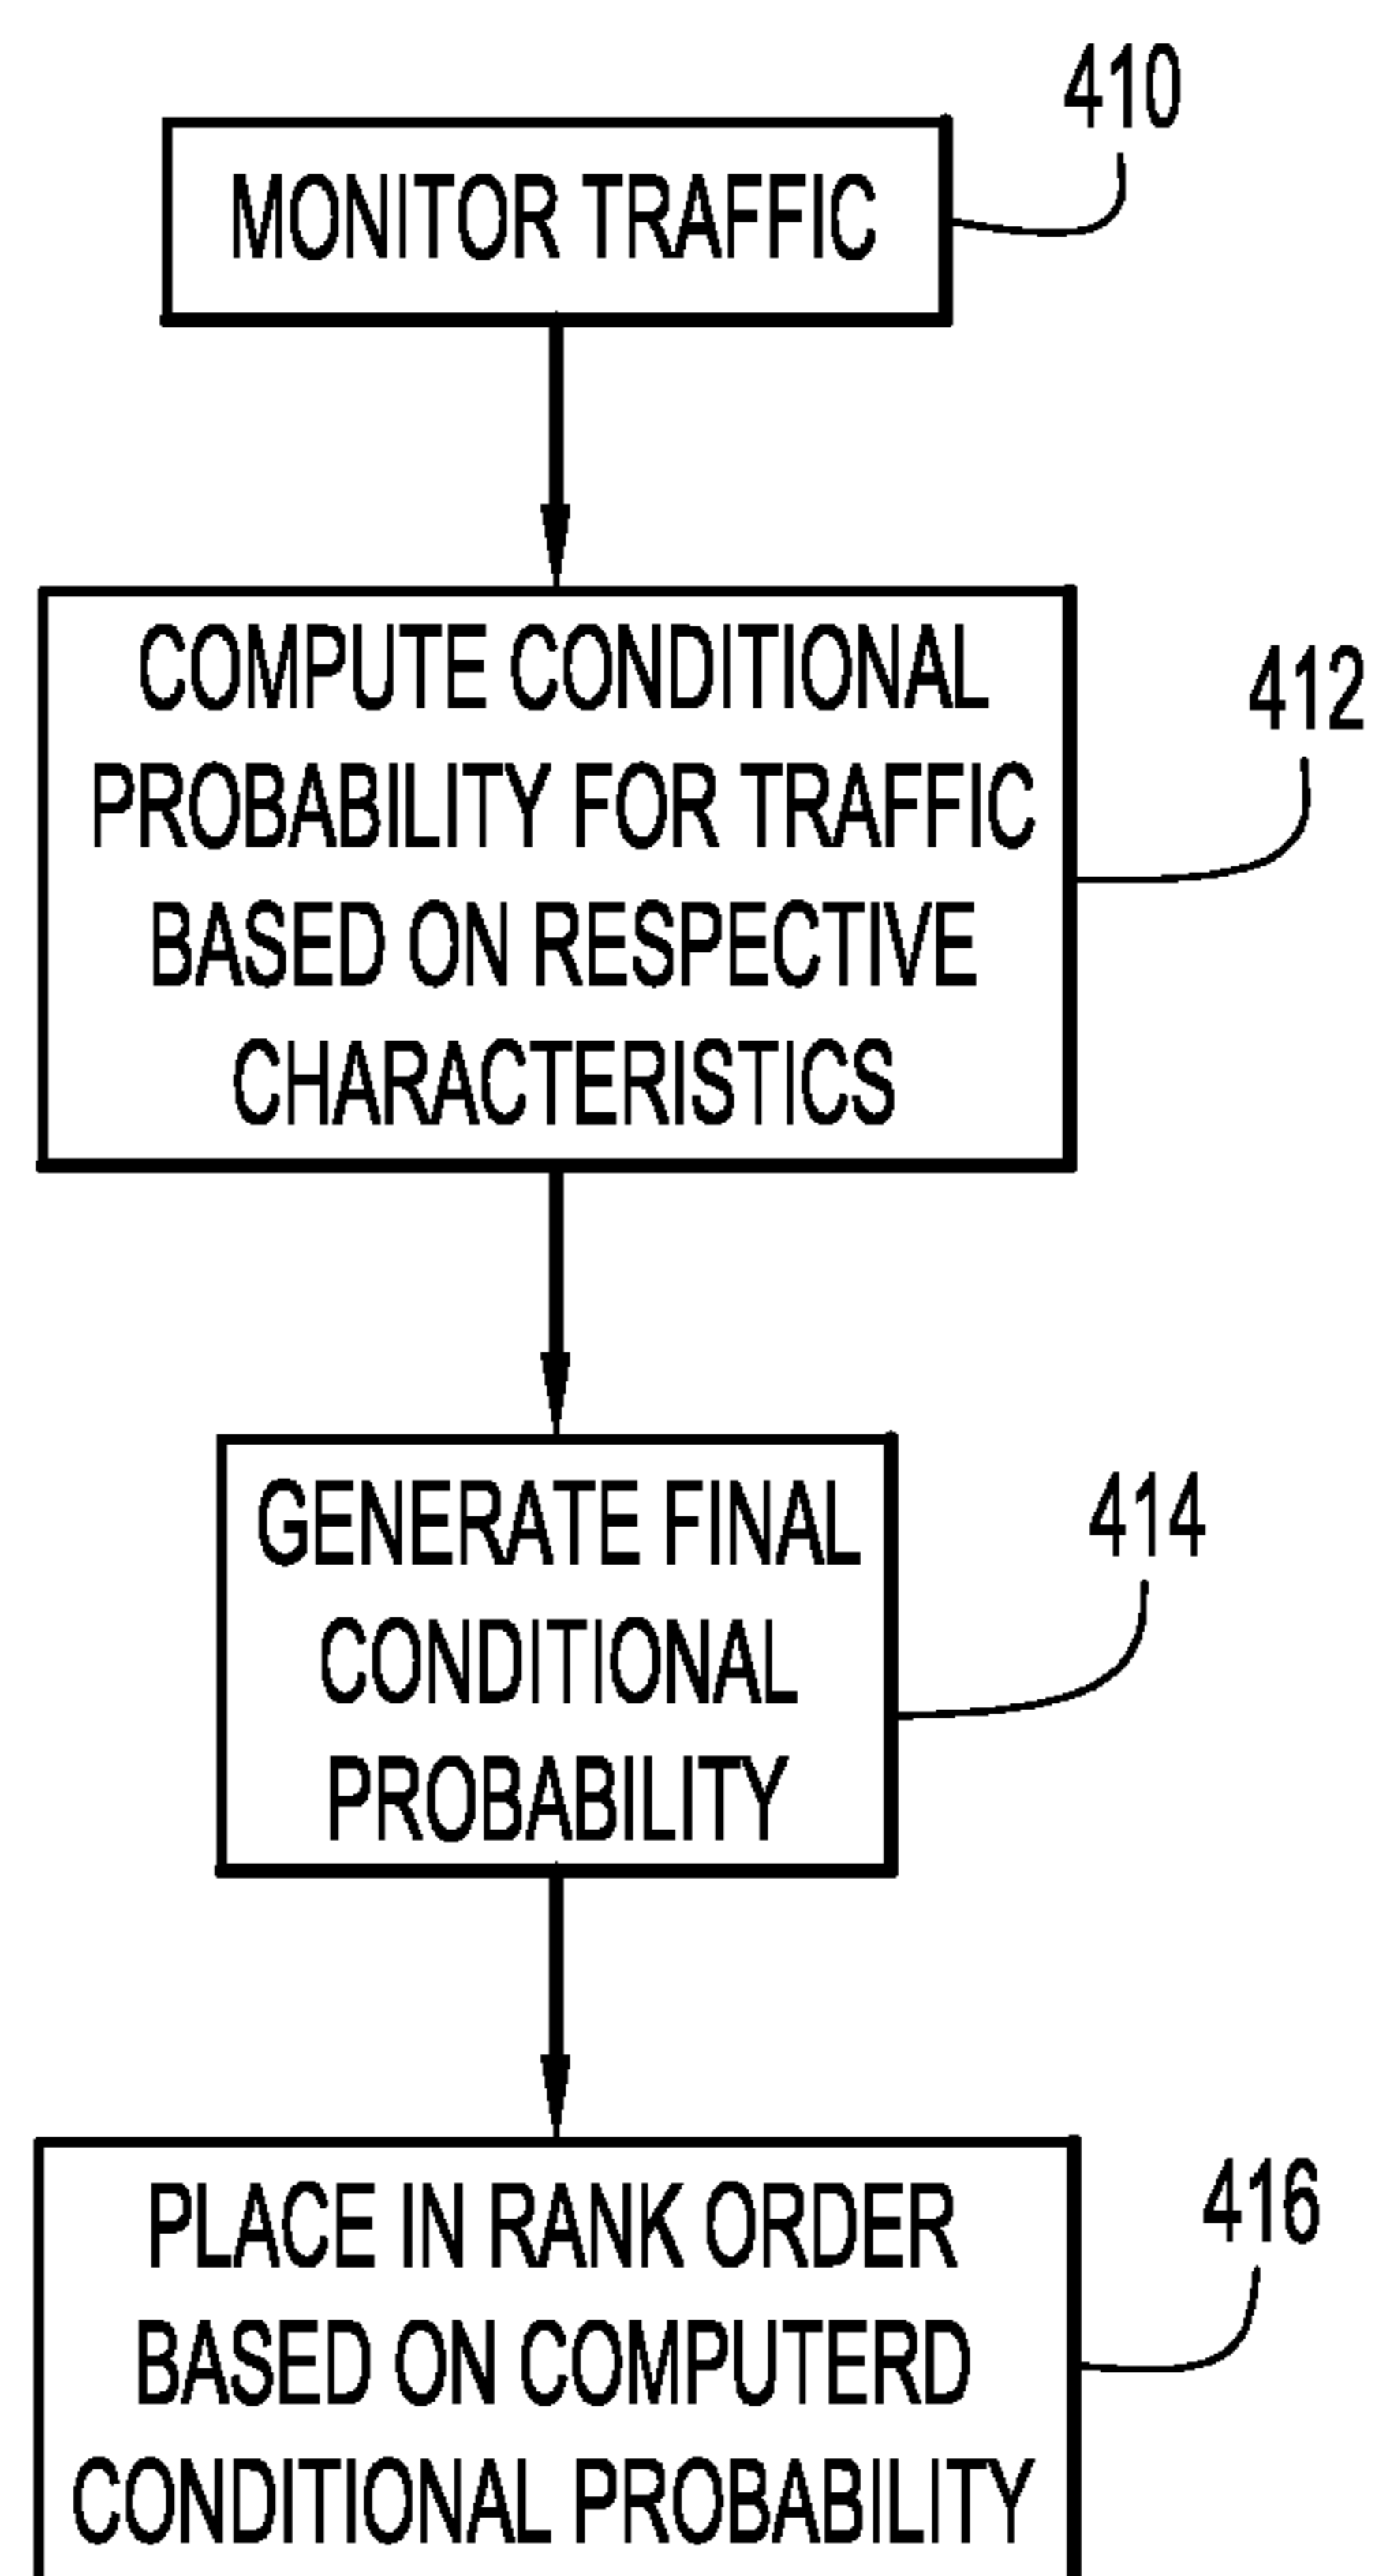 410
MONITOR TRAFFIC
COMPUTE CONDITIONAL
PROBABILITY FOR TRAFFIC
BASED ON RESPECTIVE
CHARACTERISTICS
412
GENERATE FINAL
CONDITIONAL
PROBABILITY
414
PLACE IN RANK ORDER
BASED ON COMPUTERD
CONDITIONAL PROBABILITY
416